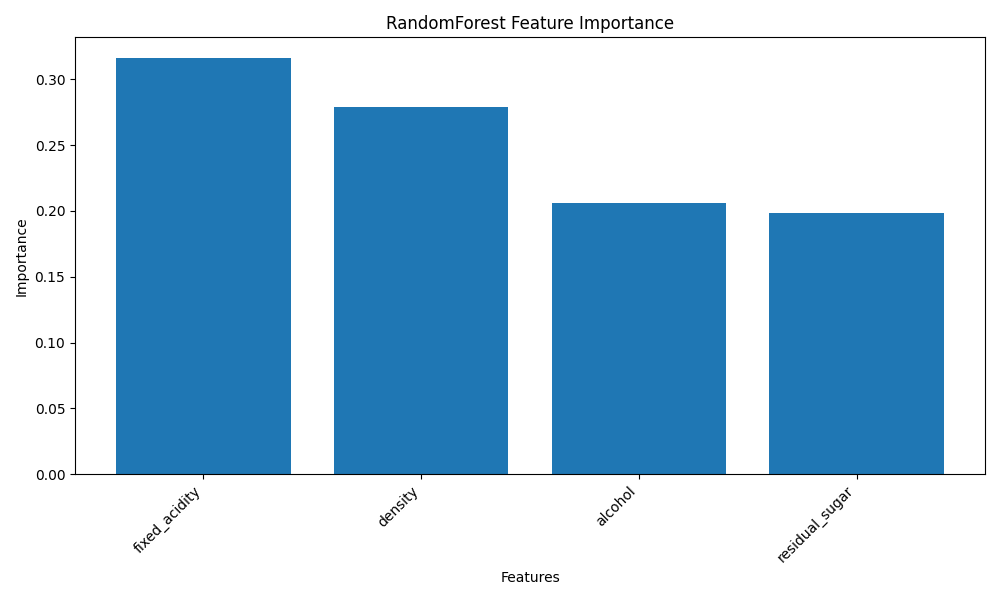 RandomForest Feature Importance
Importance
0.30
0.25
0.20
0.15
0.10
0.05
0.00
fixed_acidity
density
alcohol
residual_sugar
Features